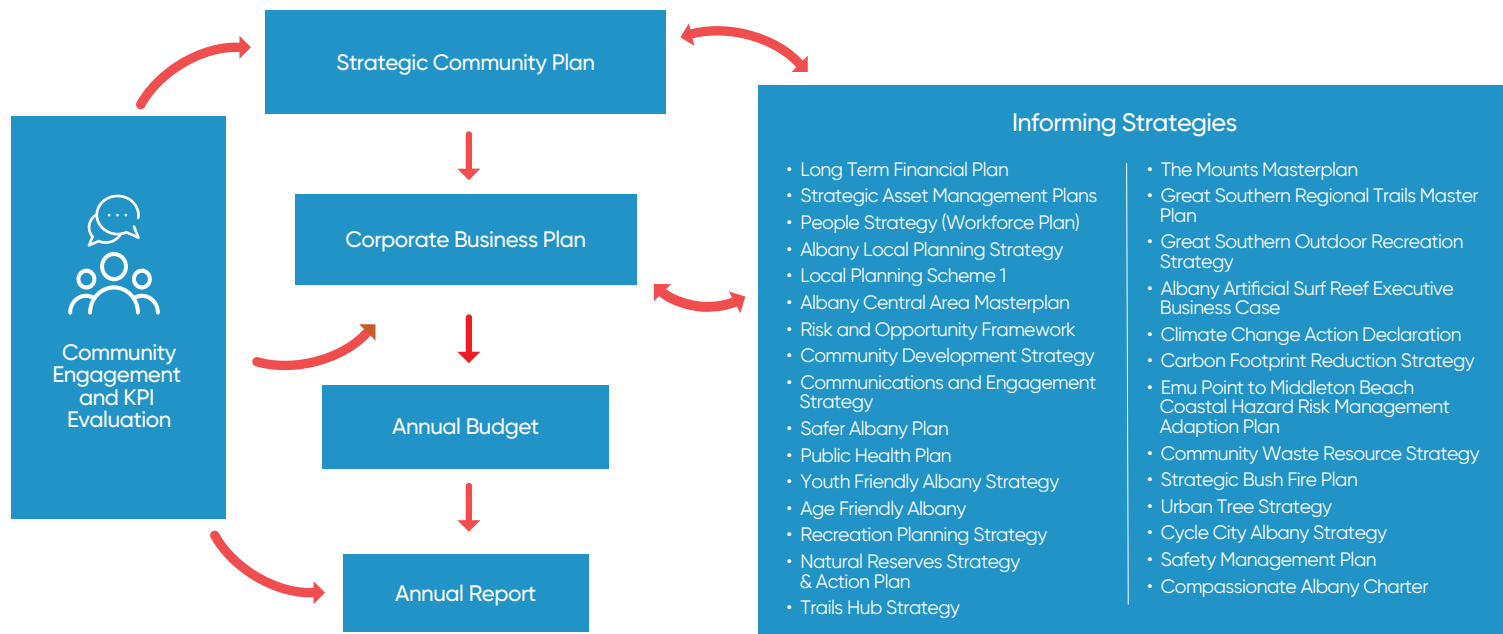 Strategic Community Plan
Corporate Business Plan
Annual Budget
Annual Report
Community
Engagement
and KPI
Evaluation
Informing Strategies
• Long Term Financial Plan
• Strategic Asset Management Plans
• People Strategy (Workforce Plan)
• Albany Local Planning Strategy
• Local Planning Scheme 1
• Albany Central Area Masterplan
• Risk and Opportunity Framework
• Community Development Strategy
• Communications and Engagement
Strategy
• Safer Albany Plan
• Public Health Plan
• Youth Friendly Albany Strategy
• Age Friendly Albany
• Recreation Planning Strategy
• Natural Reserves Strategy
& Action Plan
• Trails Hub Strategy
• The Mounts Masterplan
• Great Southern Regional Trails Master
Plan
• Great Southern Outdoor Recreation
Strategy
• Albany Artificial Surf Reef Executive
Business Case
• Climate Change Action Declaration
• Carbon Footprint Reduction Strategy
• Emu Point to Middleton Beach
Coastal Hazard Risk Management
Adaption Plan
• Community Waste Resource Strategy
• Strategic Bush Fire Plan
• Urban Tree Strategy
• Cycle City Albany Strategy
• Safety Management Plan
• Compassionate Albany Charter